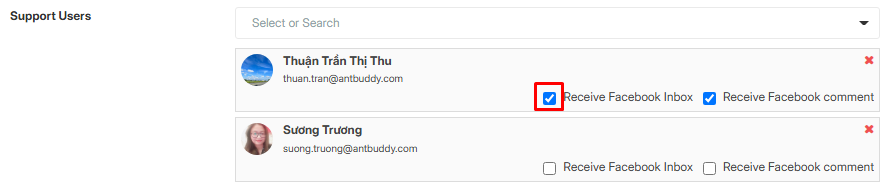 Support Users
Select or Search
Thuận Trần Thị Thu
thuan.tran@antbuddy.com
Receive Facebook Inbox
Receive Facebook comment
Sương Trương
suong.truong@antbuddy.com
Receive Facebook Inbox
Receive Facebook comment